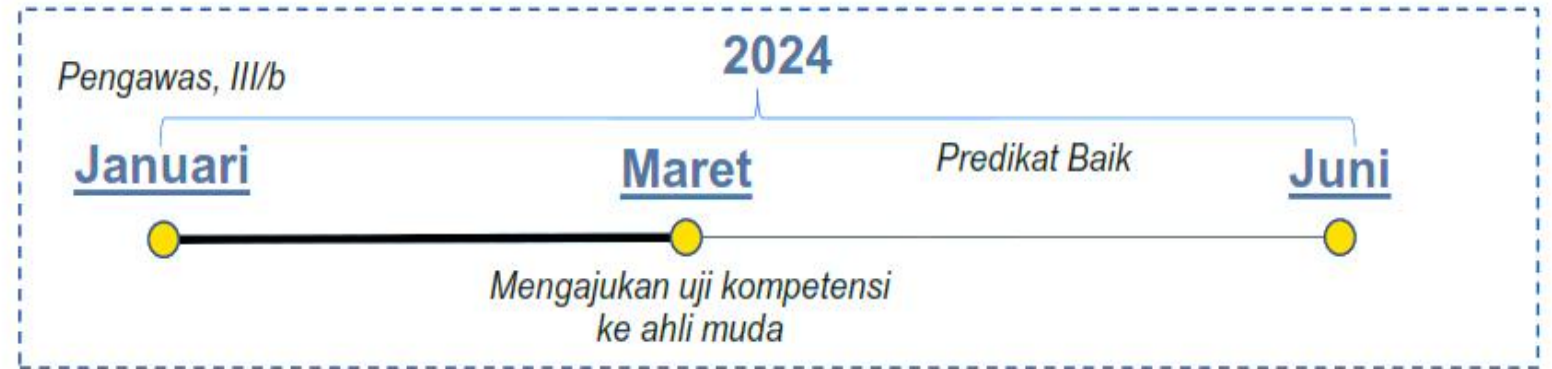 2024
Pengawas, III/b
Januari
Maret
Predikat Baik
Juni
Mengajukan uji kompetensi
ke ahli muda